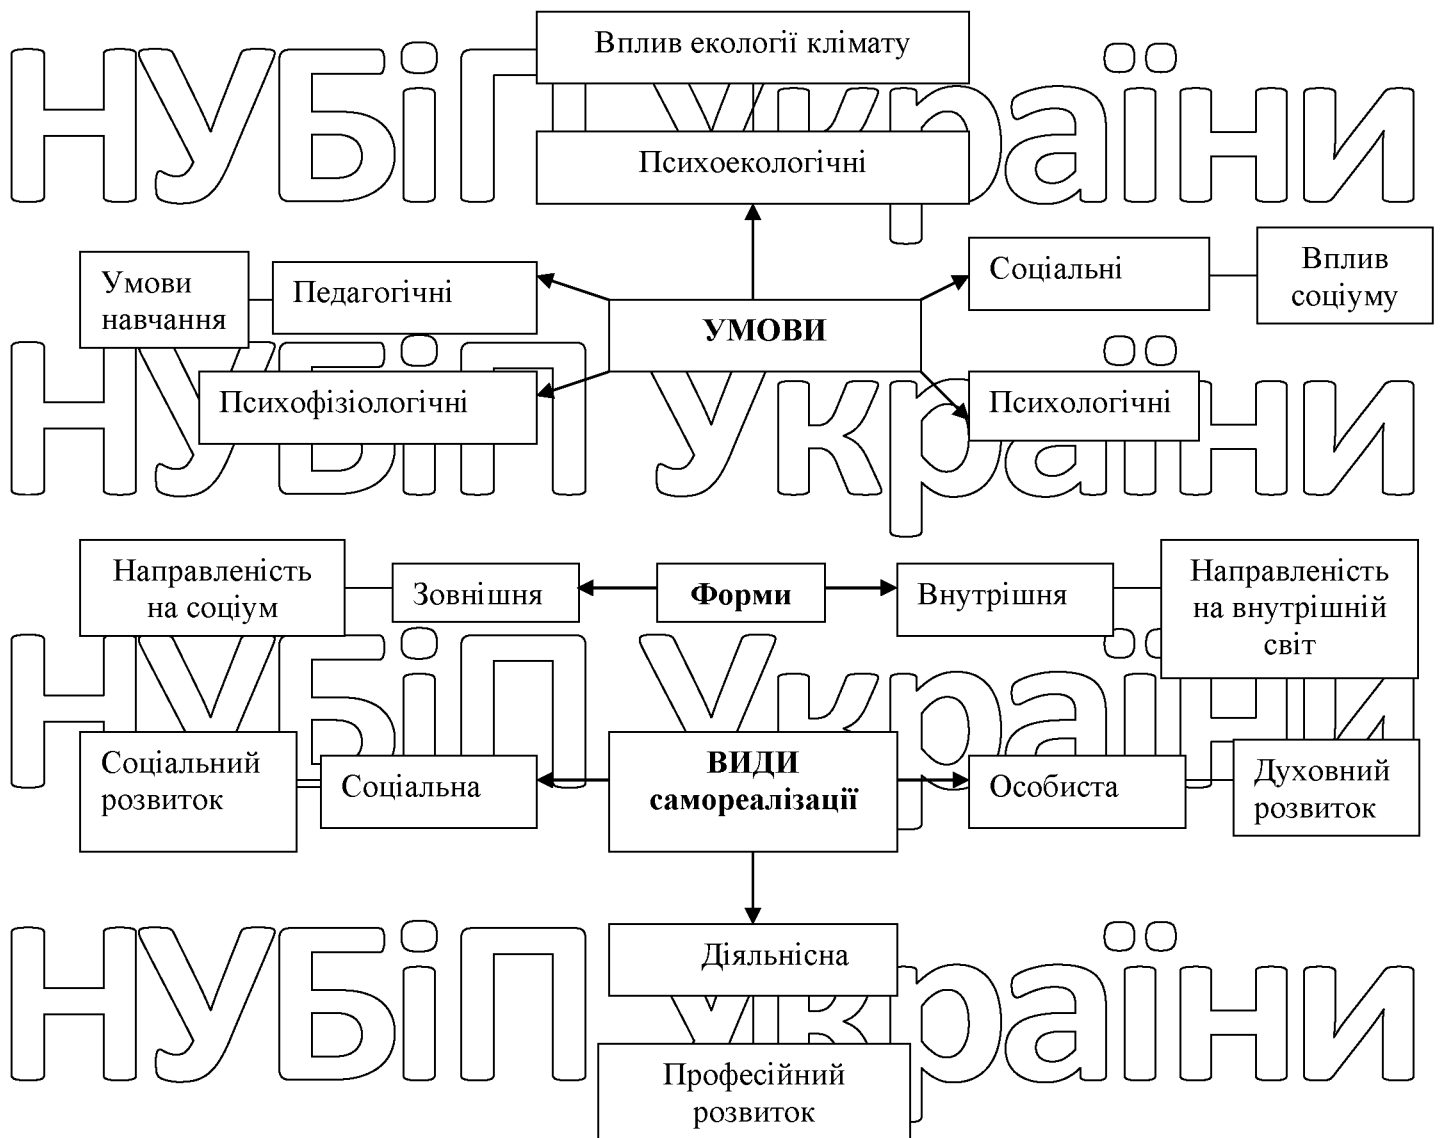 Вплив екології клімату
НУБіП України
Психоекологічні
Умови
навчання
Педагогічні
УМОВИ
Соціальні
Вплив
соціуму
Психофізіологічні
Психологічні
НУБіП України
Направленість
на соціум
Зовнішня
Форми
Внутрішня
Направленість
на внутрішній
світ
НУБіП України
Соціальний
розвиток
Соціальна
ВИДИ
самореалізації
Особиста
Духовний
розвиток
Діяльнісна
НУБіП України
Професійний
розвиток